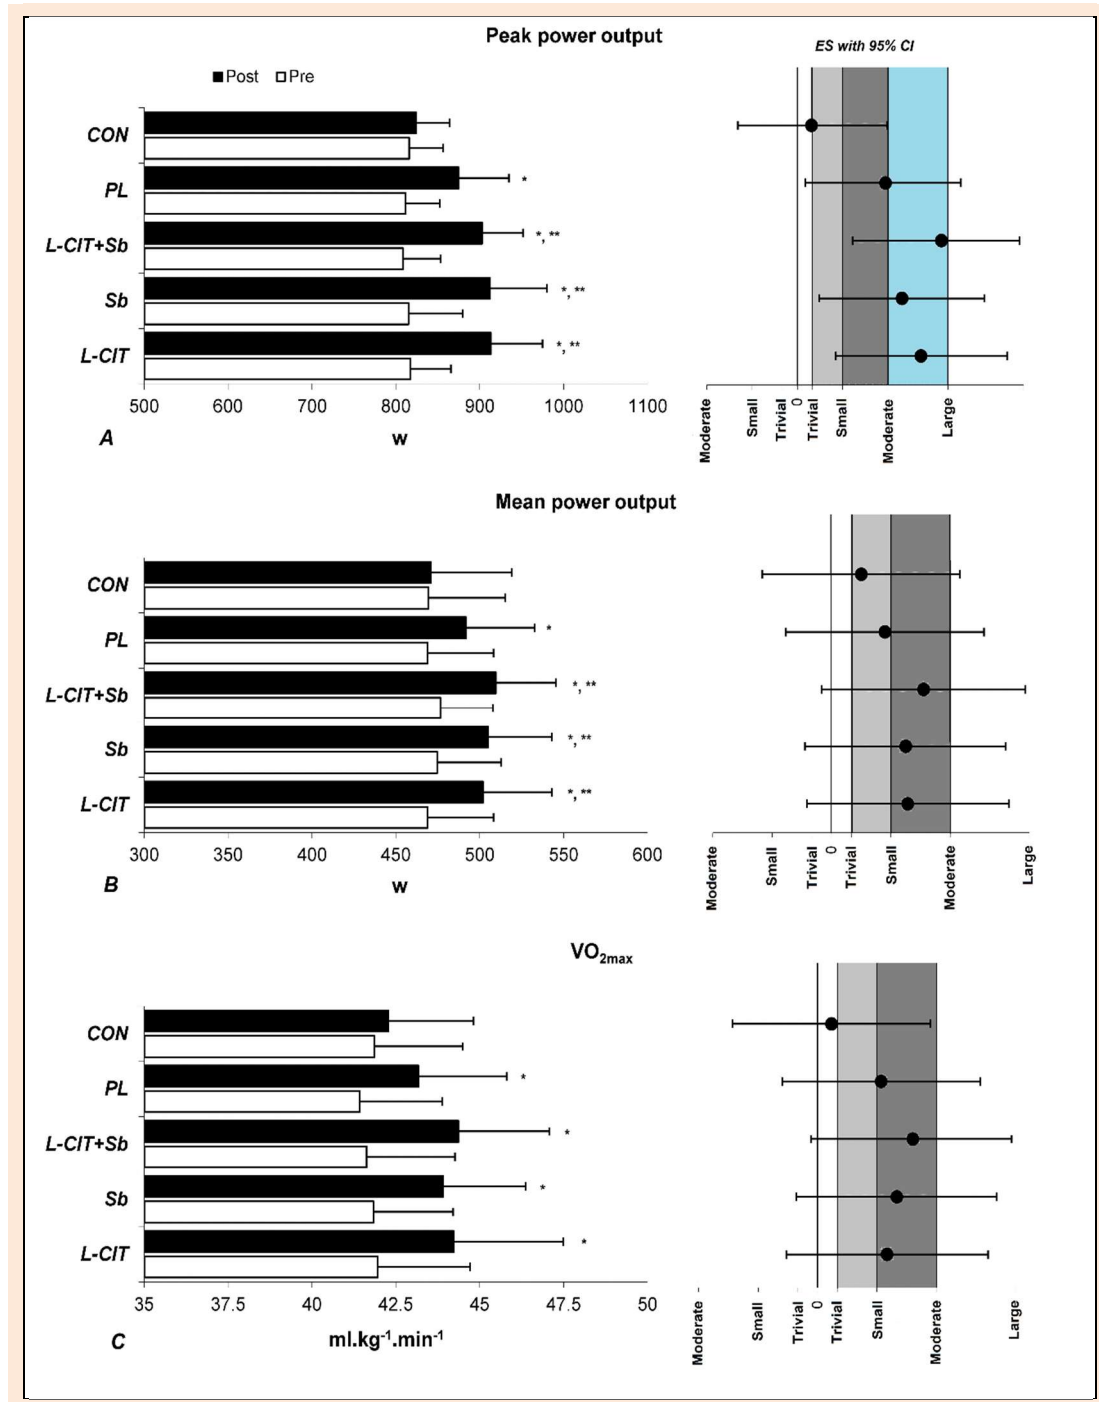 Peak power output
ES with 95% CI
Post Pre
CON
PL
L-CIT+Sb
Sb
L-CIT
*
*, **
*, **
*, **
500 600 700 800 900 1000 1100
w
A
Moderate Small Trivial 0 Trivial Small Moderate Large
Mean power output
CON
PL
L-CIT+Sb
Sb
L-CIT
*
*, **
*, **
*, **
300 350 400 450 500 550 600
w
B
Moderate Small Trivial 0 Trivial Small Moderate Large
VO2max
CON
PL
L-CIT+Sb
Sb
L-CIT
*
*
*
*
35 37.5 40 42.5 45 47.5 50
ml.kg-1.min-1
C
Moderate Small Trivial 0 Trivial Small Moderate Large